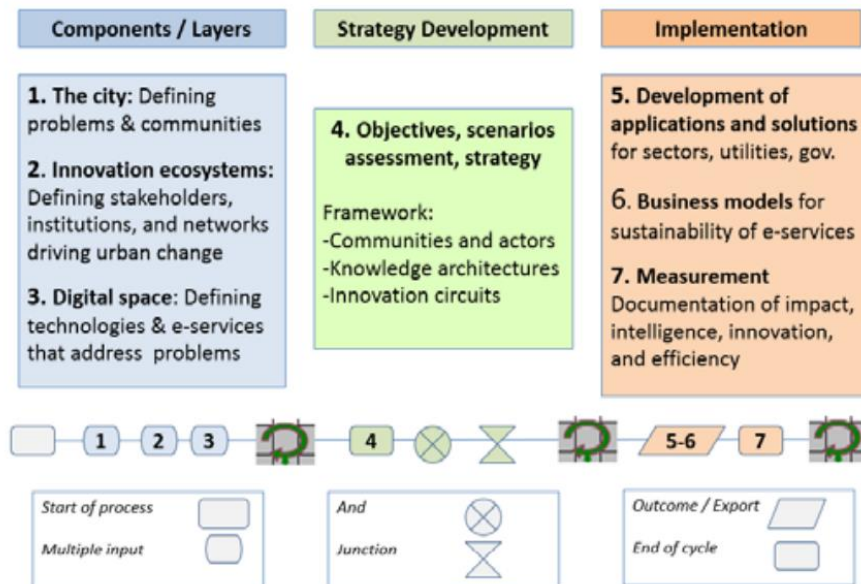 Components / Layers
1. The city: Defining
problems & communities
2. Innovation ecosystems:
Defining stakeholders,
institutions, and networks
driving urban change
3. Digital space: Defining
technologies & e-services
that address problems
Strategy Development
4. Objectives, scenarios
assessment, strategy
Framework:
-Communities and actors
-Knowledge architectures
-Innovation circuits
Implementation
5. Development of
applications and solutions
for sectors, utilities, gov.
6. Business models for
sustainability of e-services
7. Measurement
Documentation of impact,
intelligence, innovation,
and efficiency
1 2 3 4 5-6 7
Start of process
Multiple input
And
Junction
Outcome / Export
End of cycle